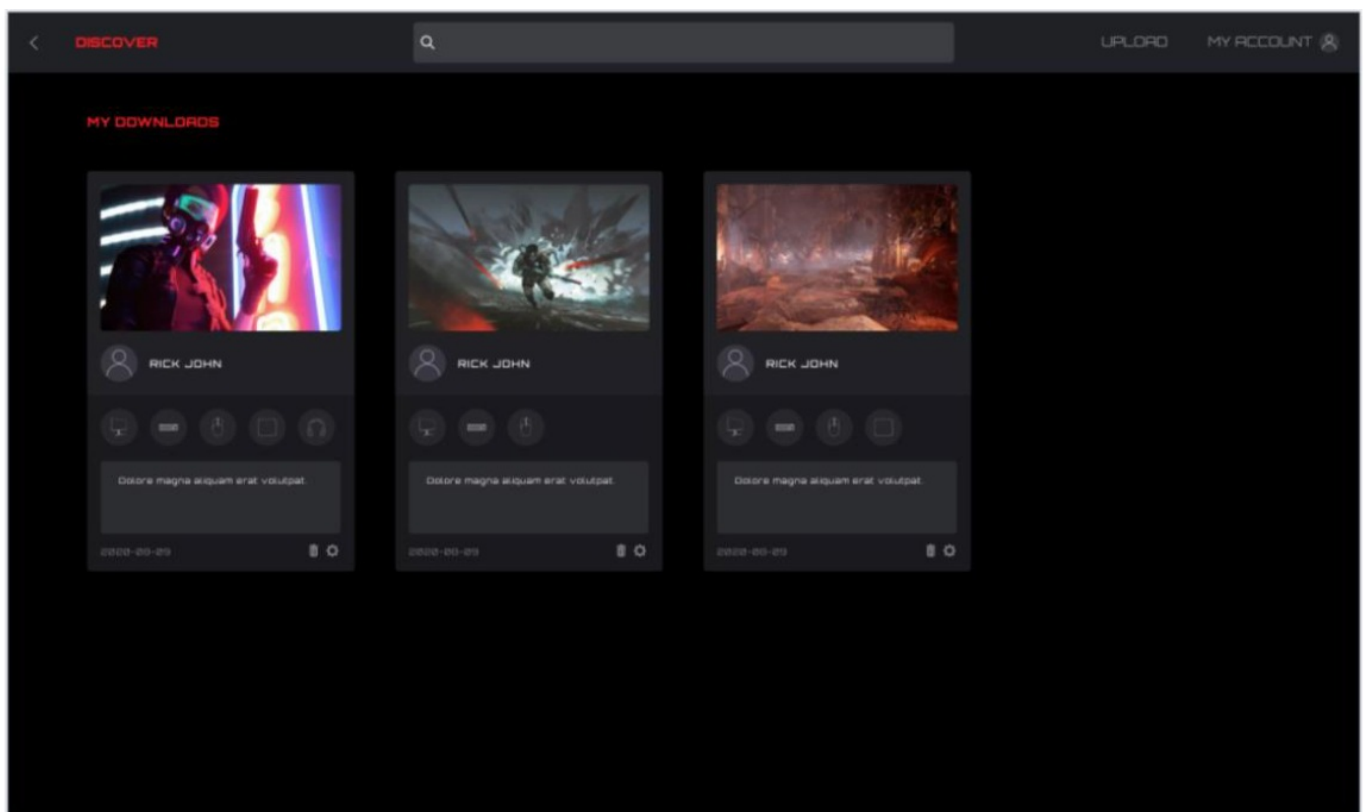 DISCOVER
UPLOAD
MY ACCOUNT
MY DOWNLOADS
RICK JOHN
RICK JOHN
RICK JOHN
Dolore magna aliquam erat volutpat.
Dolore magna aliquam erat volutpat.
Dolore magna aliquam erat volutpat.